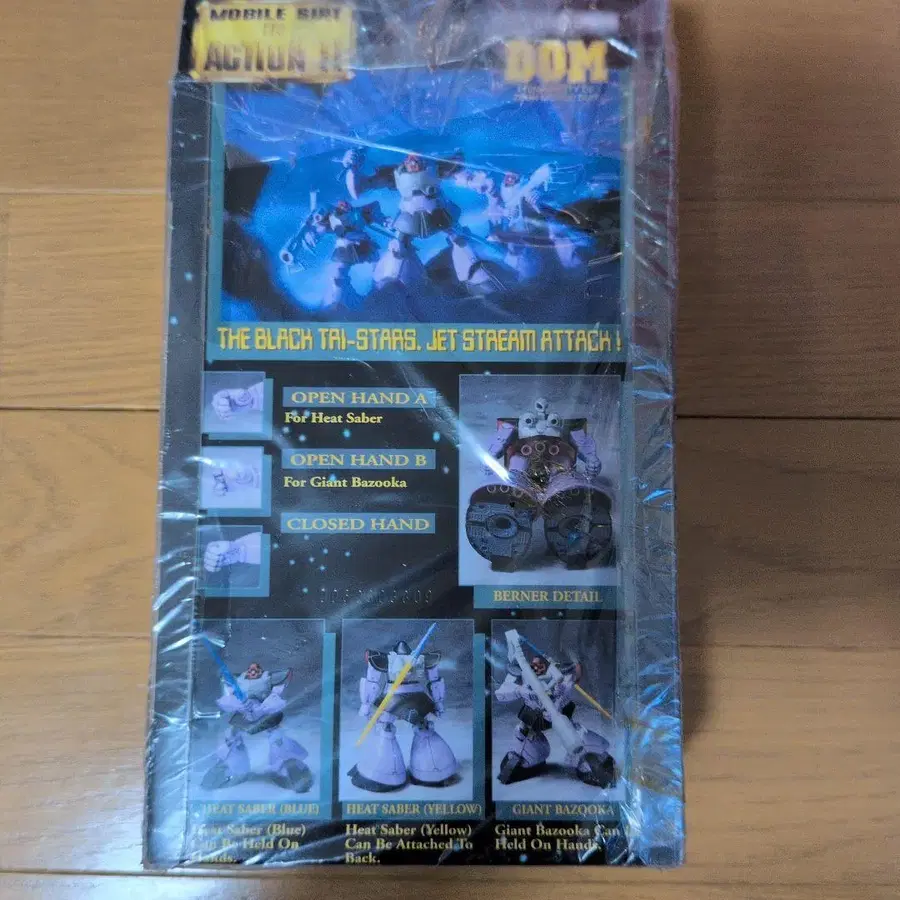 MOBILE SUIT
IN
ACTION !!
DOM
THE BLACK TRI-STARS. JET STREAM ATTACK !
OPEN HAND A
For Heat Saber
OPEN HAND B
For Giant Bazooka
CLOSED HAND
BERNER DETAIL
HEAT SABER (BLUE)
Heat Saber (Blue)
Can Be Held On
Hands.
HEAT SABER (YELLOW)
Heat Saber (Yellow)
Can Be Attached To
Back.
GIANT BAZOOKA
Giant Bazooka Can
Held On Hands.